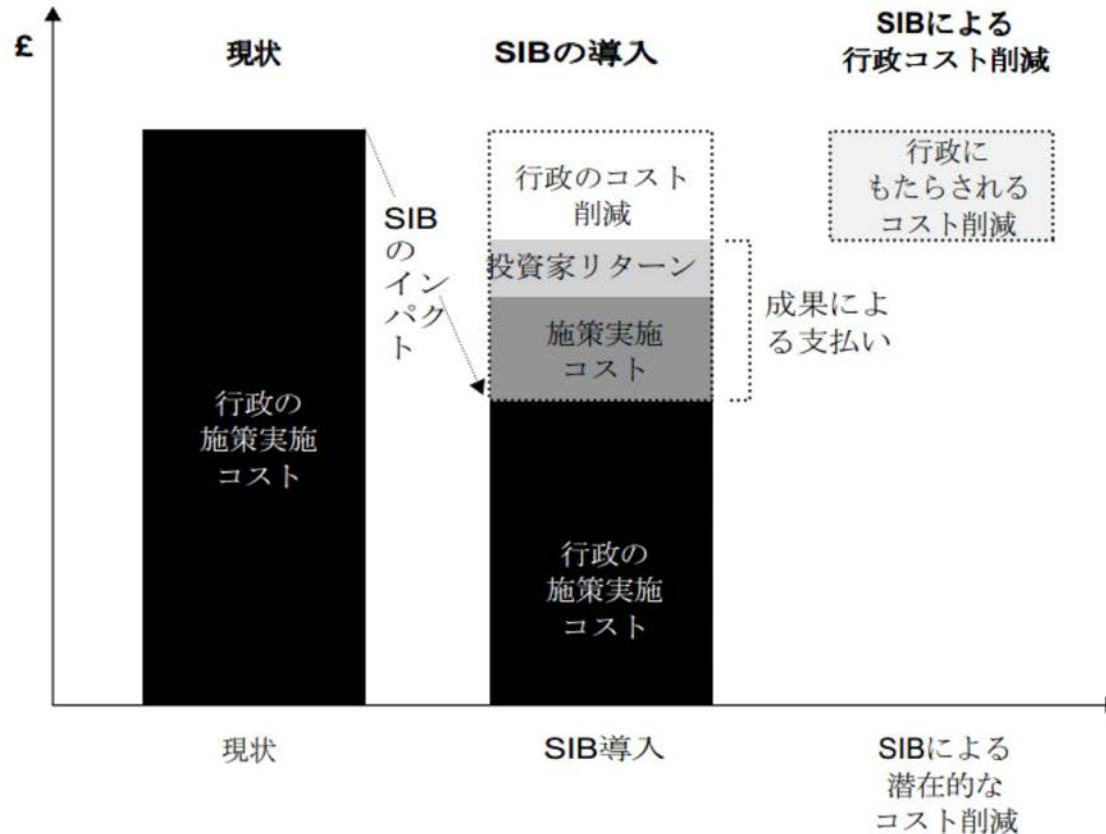 £
現状
SIBの導入
SIBによる
行政コスト削減
行政の
施策実施
コスト
SIB
の
イン
パク
ト
行政のコスト
削減
投資家リターン
施策実施
コスト
行政の
施策実施
コスト
成果によ
る支払い
行政に
もたらされる
コスト削減
現状
SIB導入
SIBによる
潜在的な
コスト削減